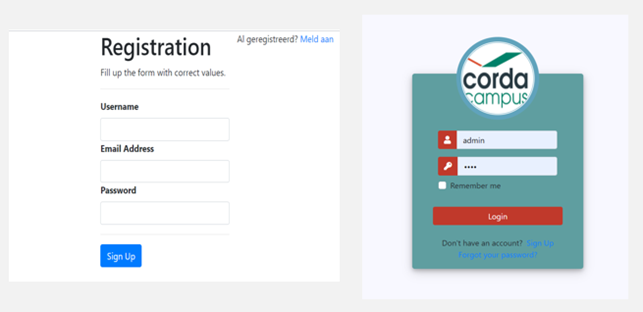 Registration
Al geregistreerd? Meld aan
Fill up the form with correct values.
Username
Email Address
Password
Sign Up
corda
campus
admin
••••
Remember me
Login
Don't have an account? Sign Up
Forgot your password?